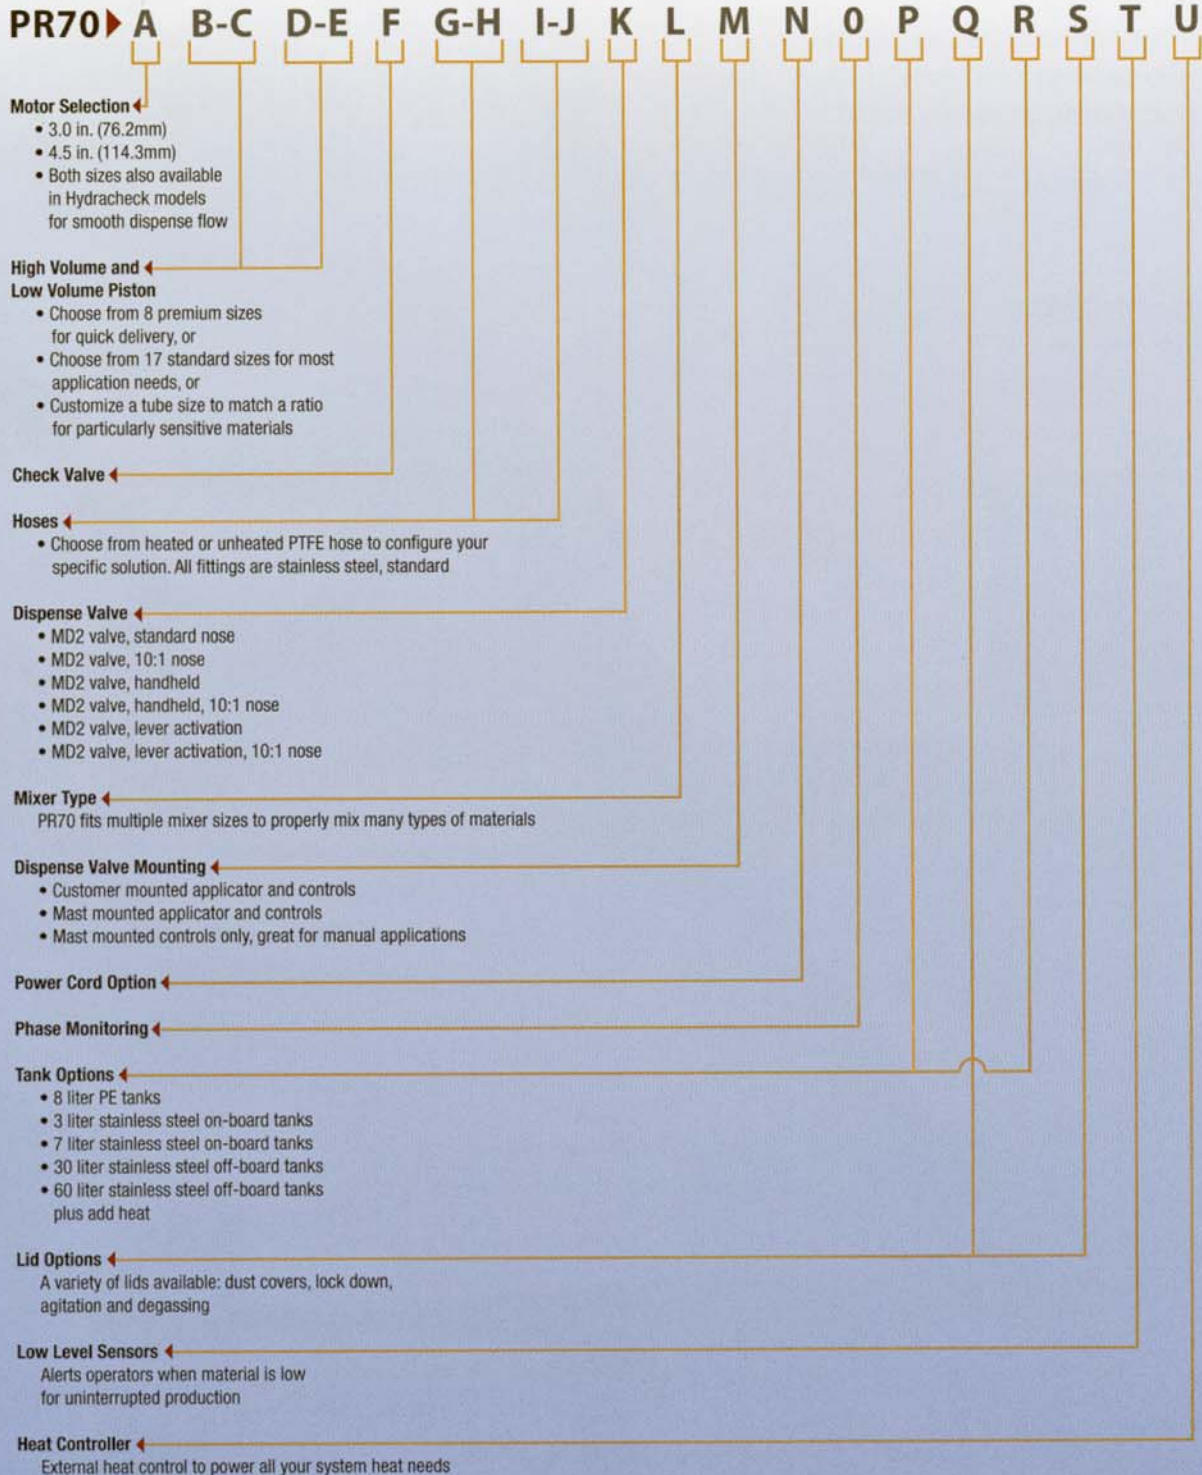 PR70 A B-C D-E F G-H I-J K L M N 0 P Q R S T U
Motor Selection
• 3.0 in. (76.2mm)
• 4.5 in. (114.3mm)
• Both sizes also available
in Hydracheck models
for smooth dispense flow
High Volume and
Low Volume Piston
• Choose from 8 premium sizes
for quick delivery, or
• Choose from 17 standard sizes for most
application needs, or
• Customize a tube size to match a ratio
for particularly sensitive materials
Check Valve
Hoses
• Choose from heated or unheated PTFE hose to configure your
specific solution. All fittings are stainless steel, standard
Dispense Valve
• MD2 valve, standard nose
• MD2 valve, 10:1 nose
• MD2 valve, handheld
• MD2 valve, handheld, 10:1 nose
• MD2 valve, lever activation
• MD2 valve, lever activation, 10:1 nose
Mixer Type
PR70 fits multiple mixer sizes to properly mix many types of materials
Dispense Valve Mounting
• Customer mounted applicator and controls
• Mast mounted applicator and controls
• Mast mounted controls only, great for manual applications
Power Cord Option
Phase Monitoring
Tank Options
• 8 liter PE tanks
• 3 liter stainless steel on-board tanks
• 7 liter stainless steel on-board tanks
• 30 liter stainless steel off-board tanks
• 60 liter stainless steel off-board tanks
plus add heat
Lid Options
A variety of lids available: dust covers, lock down,
agitation and degassing
Low Level Sensors
Alerts operators when material is low
for uninterrupted production
Heat Controller
External heat control to power all your system heat needs